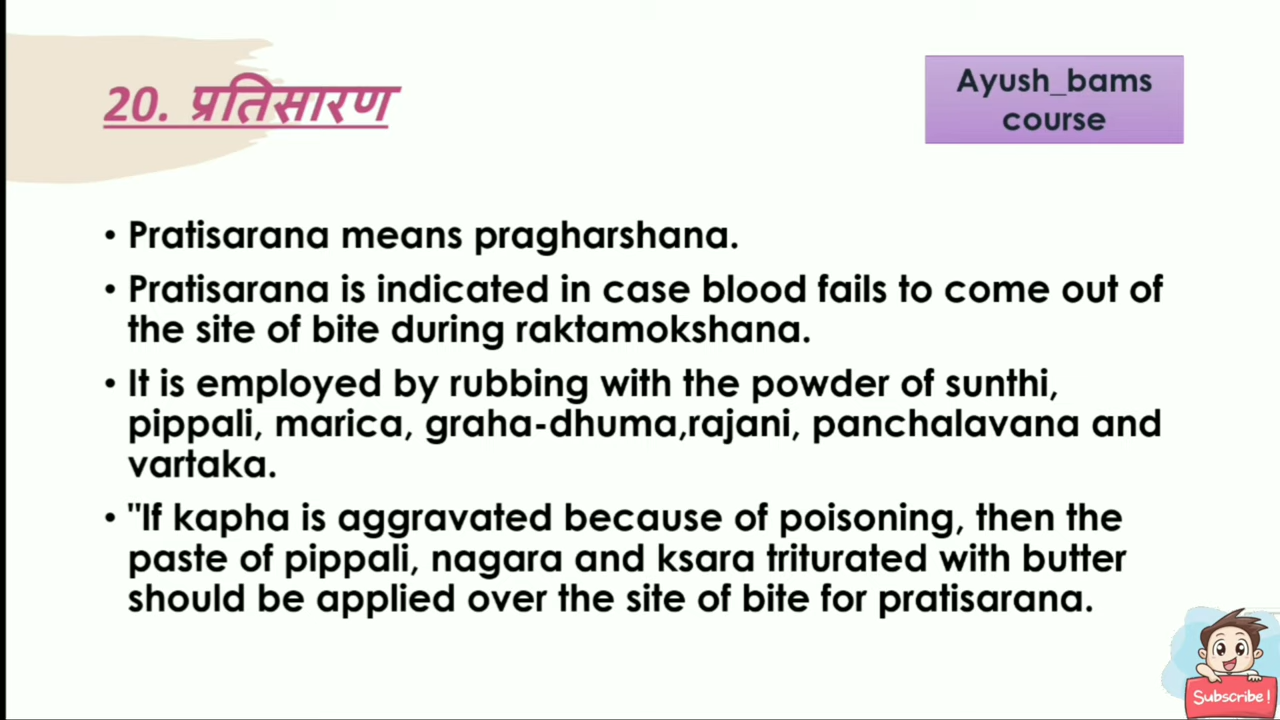 20. प्रतिसारण
Ayush_bams
course
• Pratisarana means pragharshana.
• Pratisarana is indicated in case blood fails to come out of
the site of bite during raktamokshana.
• It is employed by rubbing with the powder of sunthi,
pippali, marica, graha-dhuma,rajani, panchalavana and
vartaka.
• "If kapha is aggravated because of poisoning, then the
paste of pippali, nagara and ksara triturated with butter
should be applied over the site of bite for pratisarana.
Subscribe!